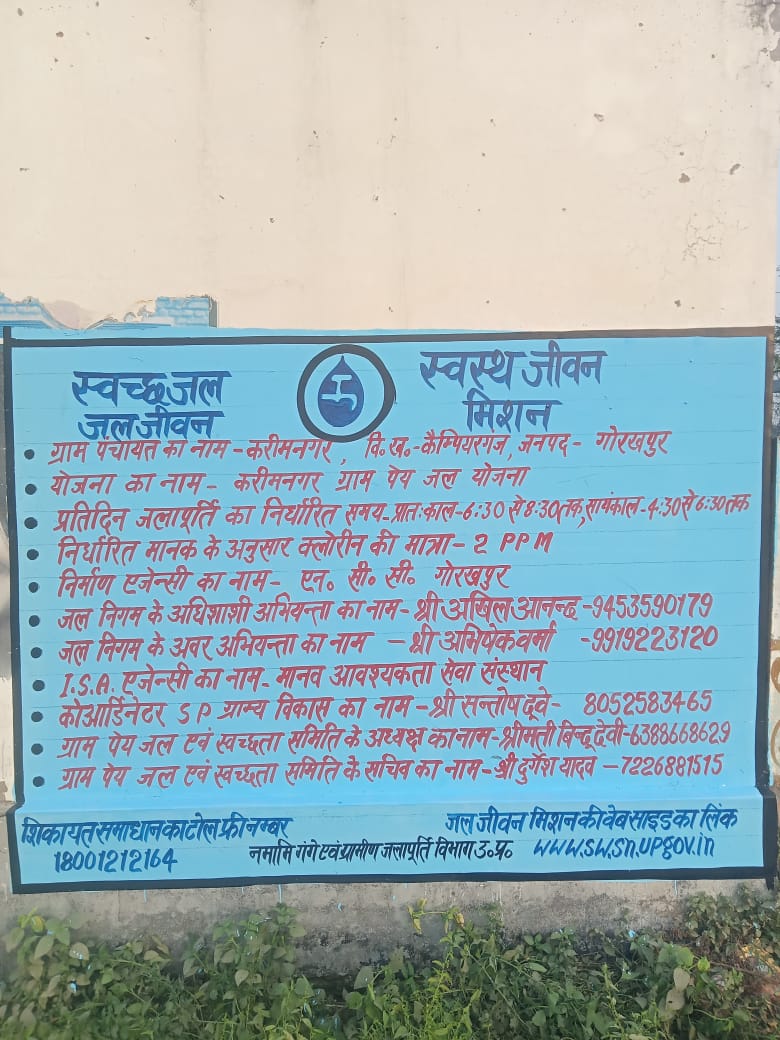 स्वच्छ जल
स्वस्थ जीवन
जल जीवन
मिशन
• ग्राम पंचायत का नाम - करीमनगर, वि०ख०-कैम्पियरगंज, जनपद - गोरखपुर
• योजना का नाम - करीमनगर ग्राम पेय जल योजना
• प्रतिदिन जलापूर्ति का निर्धारित समय-प्रातःकाल-6:30 से 8:30 तक, सायंकाल-4:30 से 6:30 तक
• निर्धारित मानक के अनुसार क्लोरीन की मात्रा - 2 PPM
• निर्माण एजेन्सी का नाम - एन० सी० सी० गोरखपुर
• जल निगम के अधिशाशी अभियन्ता का नाम - श्री अखिल आनन्द -9453590179
• जल निगम के अवर अभियन्ता का नाम - श्री अभिषेक वर्मा -9919223120
• I.S.A. एजेन्सी का नाम - मानव आवश्यकता सेवा संस्थान
• कोआर्डिनेटर S P ग्राम्य विकास का नाम - श्री सन्तोष दूबे - 8052583465
• ग्राम पेय जल एवं स्वच्छता समिति के अध्यक्ष का नाम - श्रीमती बिन्दू देवी -6388668629
• ग्राम पेय जल एवं स्वच्छता समिति के सचिव का नाम - श्री दुर्गेश यादव - 7226881515
शिकायत समाधान का टोल फ्री नम्बर
जल जीवन मिशन की वेब साइड का लिंक
18001212164
नमामि गंगे एवं ग्रामीण जलापूर्ति विभाग उ०प्र०
www.sw.sn.upgov.in